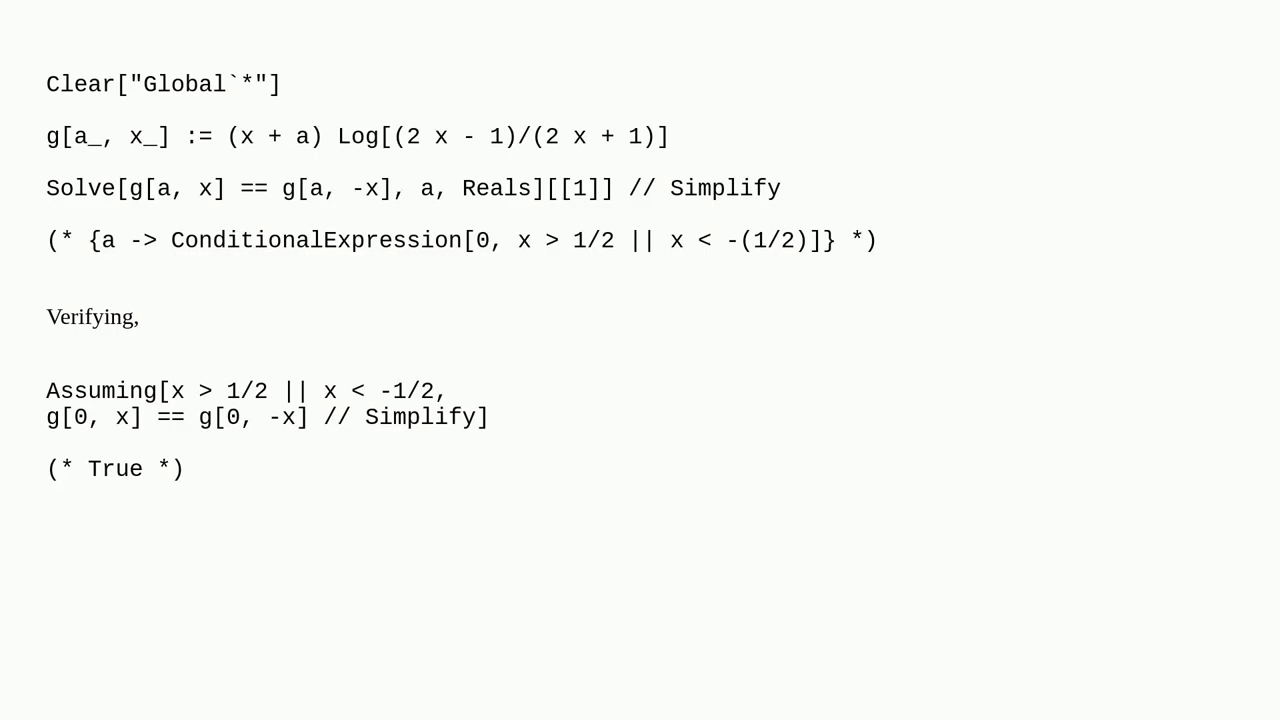 Clear["Global`*"]
g[a_, x_] := (x + a) Log[(2 x - 1)/(2 x + 1)]
Solve[g[a, x] == g[a, -x], a, Reals][[1]] // Simplify
(* {a -> ConditionalExpression[0, x > 1/2 || x < -(1/2)]} *)
Verifying,
Assuming[x > 1/2 || x < -1/2,
g[0, x] == g[0, -x] // Simplify]
(* True *)